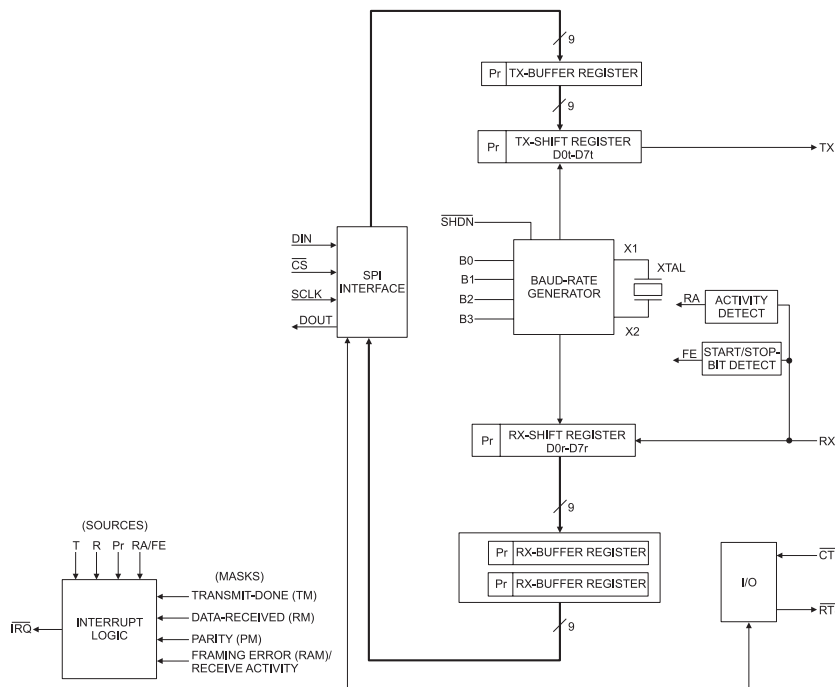 9
Pr TX-BUFFER REGISTER
9
Pr TX-SHIFT REGISTER
D0t-D7t
TX
SHDN
DIN
CS
SCLK
DOUT
SPI
INTERFACE
B0
B1
B2
B3
BAUD-RATE
GENERATOR
X1
XTAL
X2
RA
ACTIVITY
DETECT
FE
START/STOP-
BIT DETECT
Pr RX-SHIFT REGISTER
D0r-D7r
RX
9
Pr RX-BUFFER REGISTER
Pr RX-BUFFER REGISTER
9
I/O
CT
RT
(SOURCES)
T R Pr RA/FE
(MASKS)
INTERRUPT
LOGIC
IRQ
TRANSMIT-DONE (TM)
DATA-RECEIVED (RM)
PARITY (PM)
FRAMING ERROR (RAM)/
RECEIVE ACTIVITY